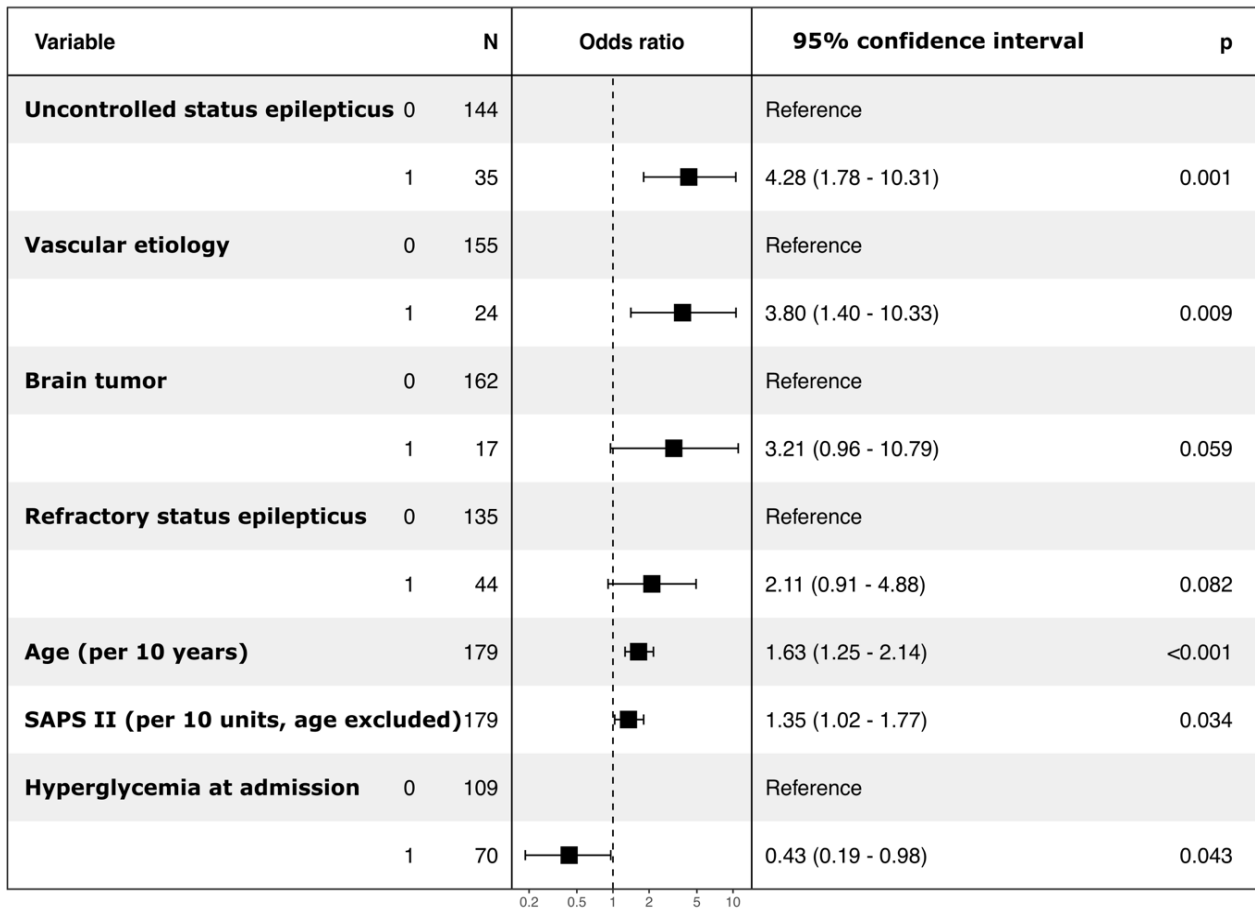 Variable N Odds ratio 95% confidence interval p
Uncontrolled status epilepticus 0 144 Reference
1 35 4.28 (1.78 - 10.31) 0.001
Vascular etiology 0 155 Reference
1 24 3.80 (1.40 - 10.33) 0.009
Brain tumor 0 162 Reference
1 17 3.21 (0.96 - 10.79) 0.059
Refractory status epilepticus 0 135 Reference
1 44 2.11 (0.91 - 4.88) 0.082
Age (per 10 years) 179 1.63 (1.25 - 2.14) <0.001
SAPS II (per 10 units, age excluded) 179 1.35 (1.02 - 1.77) 0.034
Hyperglycemia at admission 0 109 Reference
1 70 0.43 (0.19 - 0.98) 0.043
0.2 0.5 1 2 5 10